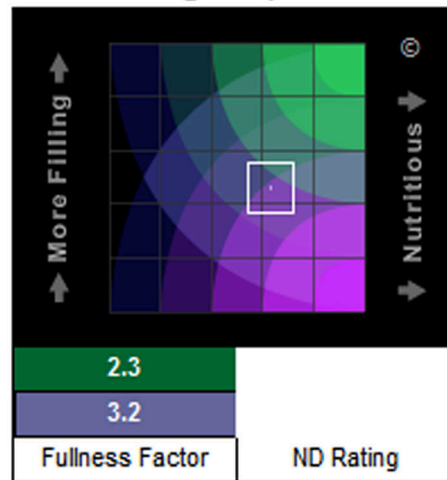 More Filling
©
Nutritious
2.3
3.2
Fullness Factor
ND Rating